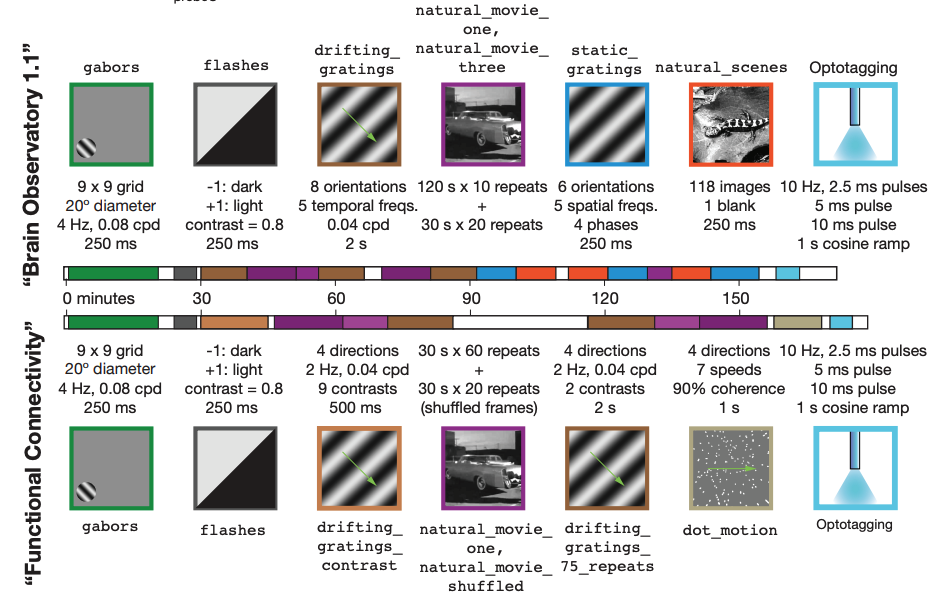 "Brain Observatory 1.1"
gabors
flashes
drifting_
gratings
natural_movie_
one,
natural_movie_
three
static_
gratings
natural_scenes
Optotagging
9 x 9 grid
20º diameter
4 Hz, 0.08 cpd
250 ms
-1: dark
+1: light
contrast = 0.8
250 ms
8 orientations
5 temporal freqs.
0.04 cpd
2 s
120 s x 10 repeats
+
30 s x 20 repeats
6 orientations
5 spatial freqs.
4 phases
250 ms
118 images
1 blank
250 ms
10 Hz, 2.5 ms pulses
5 ms pulse
10 ms pulse
1 s cosine ramp
0 minutes 30 60 90 120 150
"Functional Connectivity"
9 x 9 grid
20º diameter
4 Hz, 0.08 cpd
250 ms
-1: dark
+1: light
contrast = 0.8
250 ms
4 directions
2 Hz, 0.04 cpd
9 contrasts
500 ms
30 s x 60 repeats
+
30 s x 20 repeats
(shuffled frames)
4 directions
2 Hz, 0.04 cpd
2 contrasts
2 s
4 directions
7 speeds
90% coherence
1 s
10 Hz, 2.5 ms pulses
5 ms pulse
10 ms pulse
1 s cosine ramp
gabors
flashes
drifting_
gratings_
contrast
natural_movie_
one,
natural_movie_
shuffled
drifting_
gratings_
75_repeats
dot_motion
Optotagging